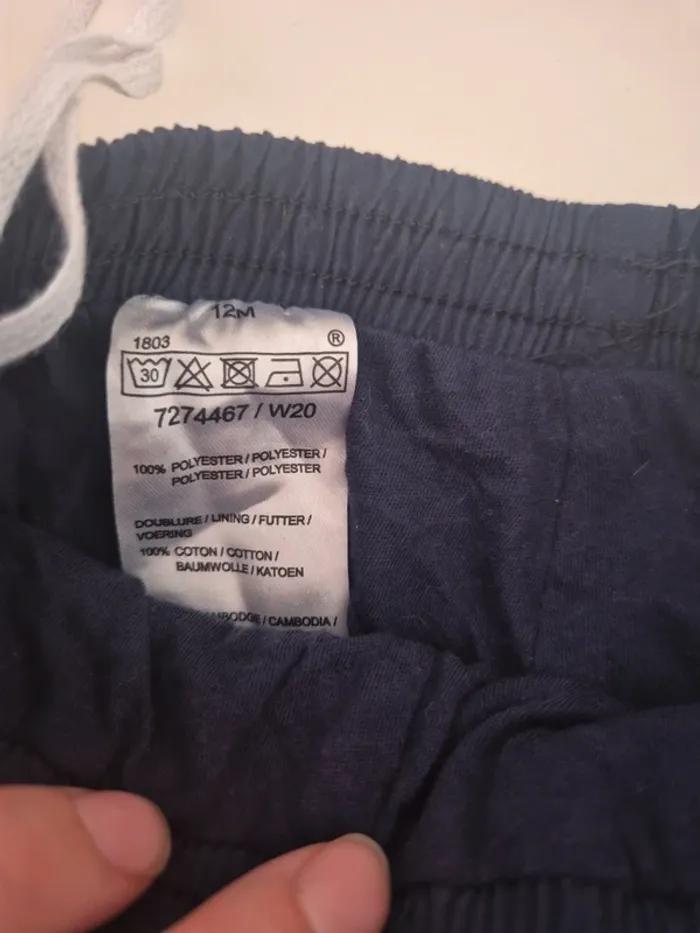 12M
1803 ®
30
7274467 / W20
100% POLYESTER / POLYESTER /
POLYESTER / POLYESTER
DOUBLURE / LINING / FUTTER /
VOERING
100% COTON / COTTON /
BAUMWOLLE / KATOEN
/ CAMBODIA /